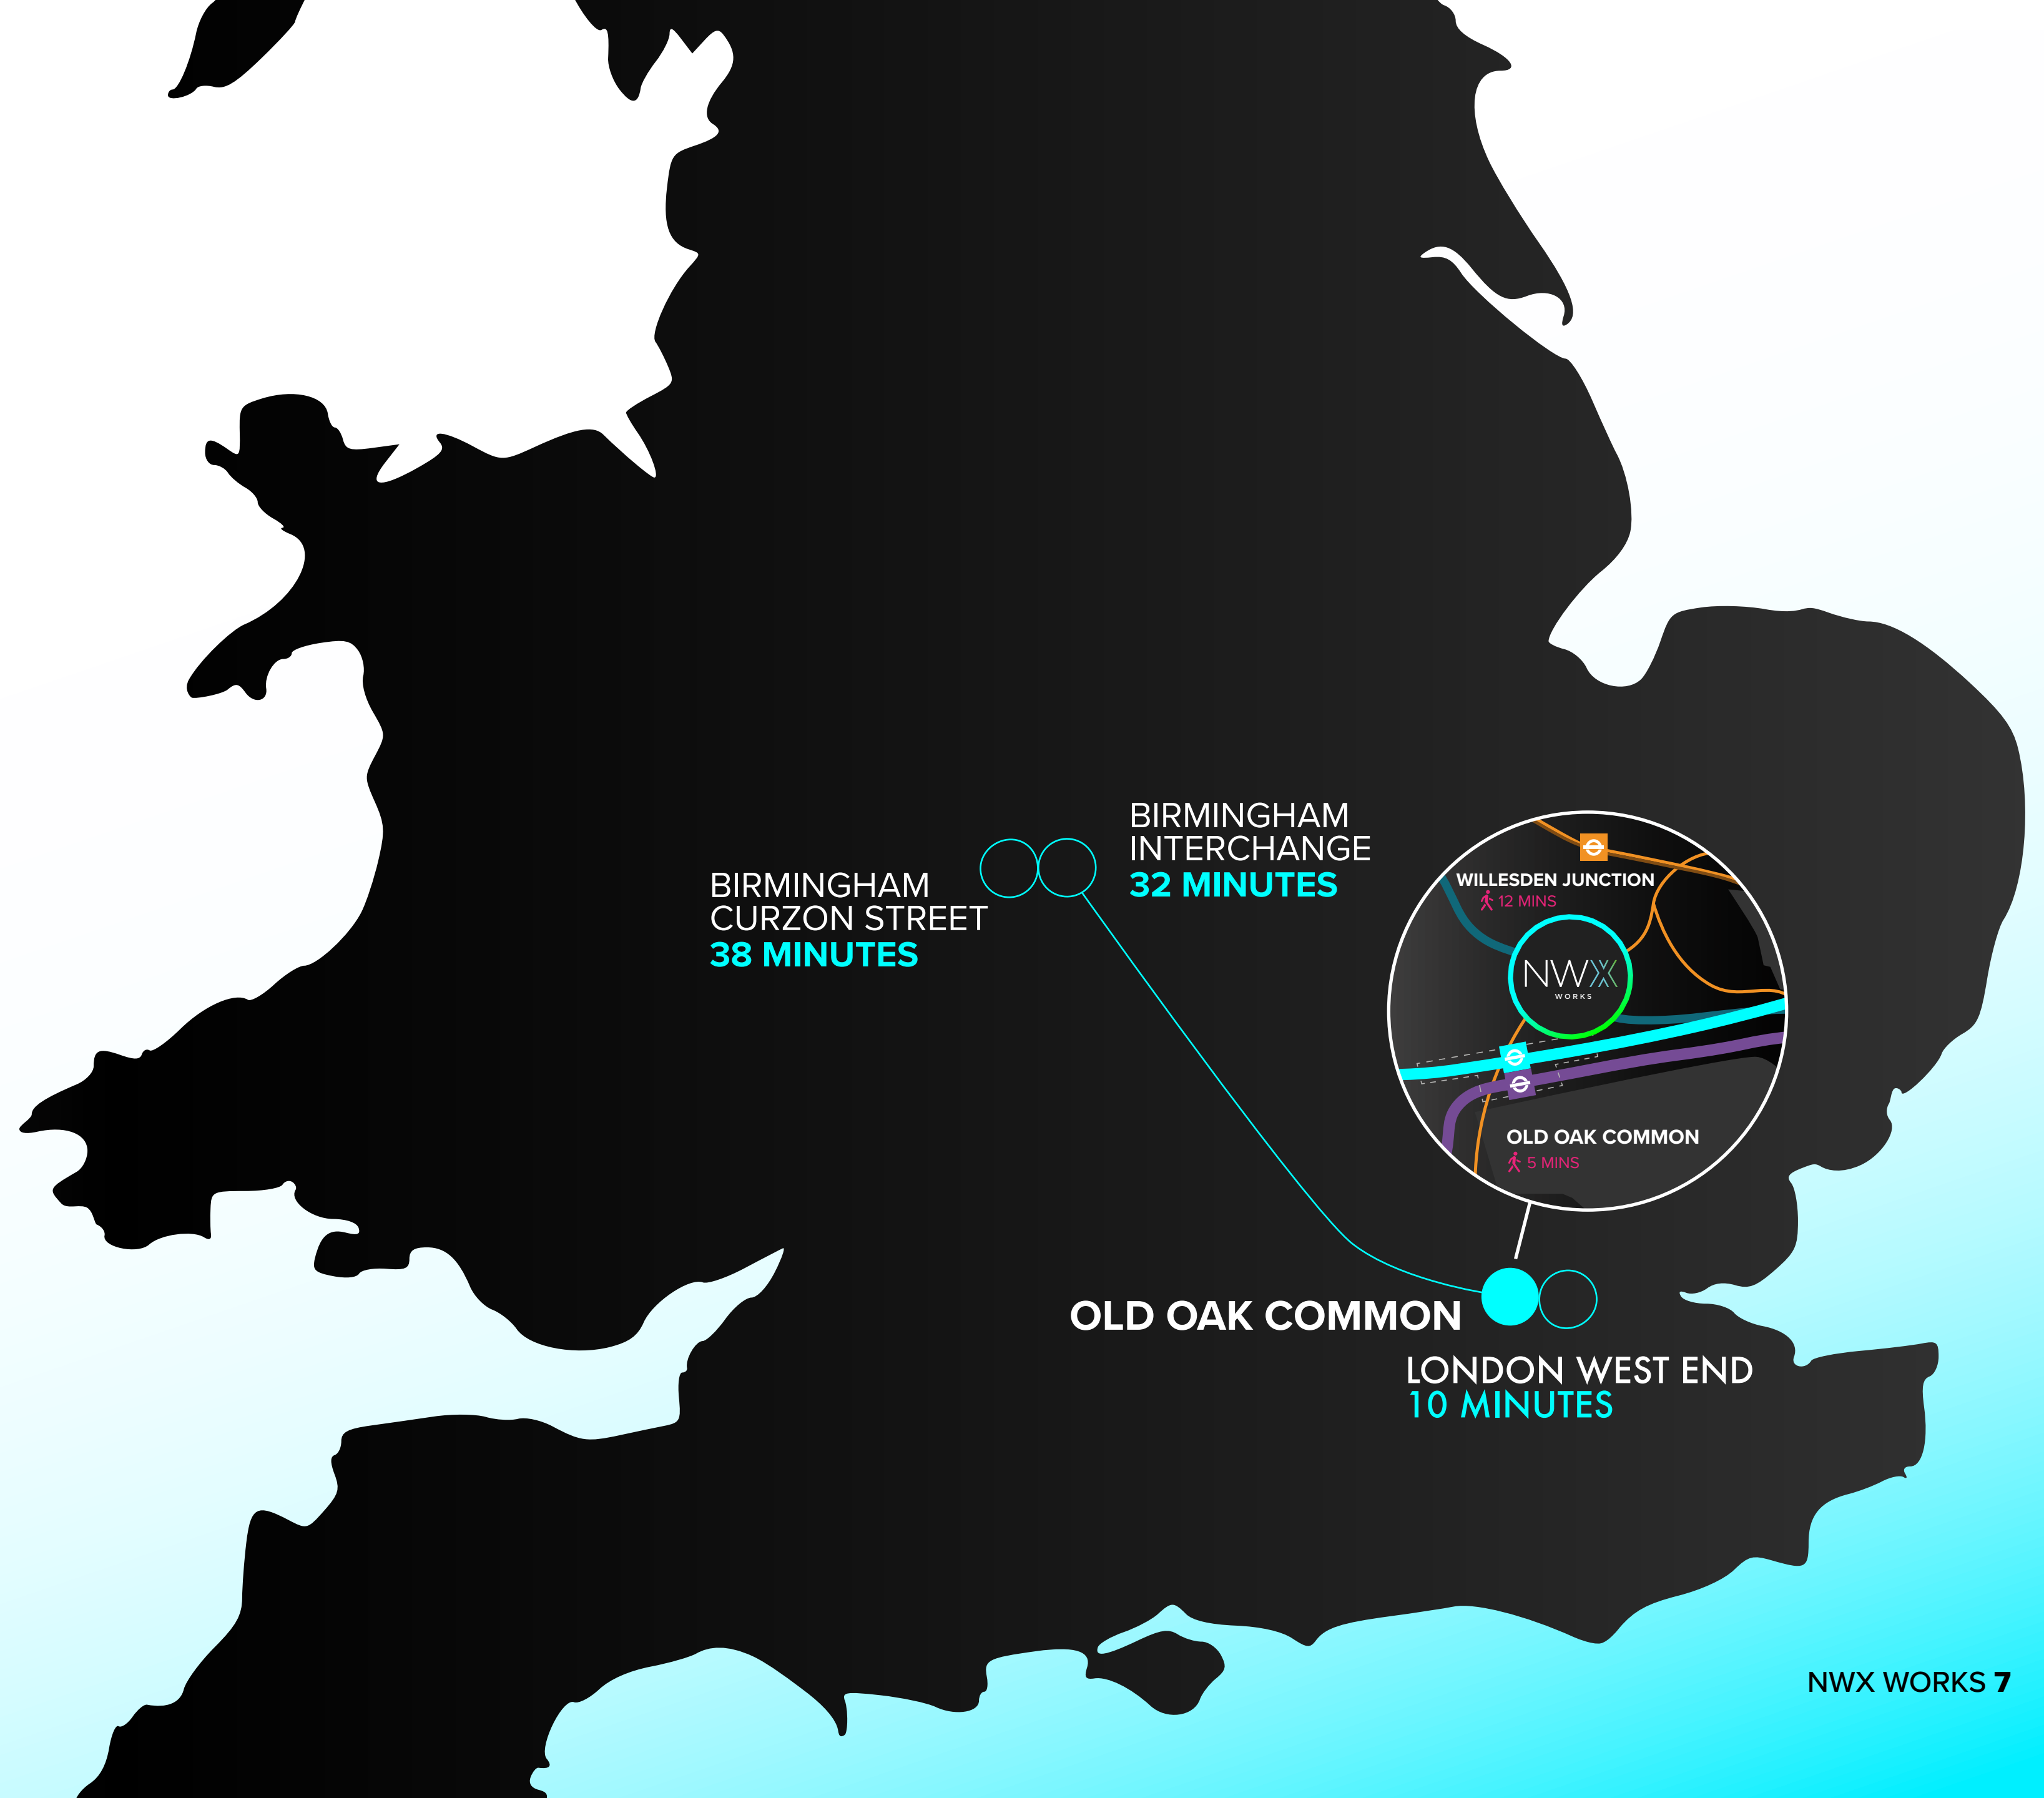 BIRMINGHAM
INTERCHANGE
32 MINUTES
BIRMINGHAM
CURZON STREET
38 MINUTES
WILLESDEN JUNCTION
12 MINS
NWX
WORKS
OLD OAK COMMON
5 MINS
OLD OAK COMMON
LONDON WEST END
10 MINUTES
NWX WORKS 7